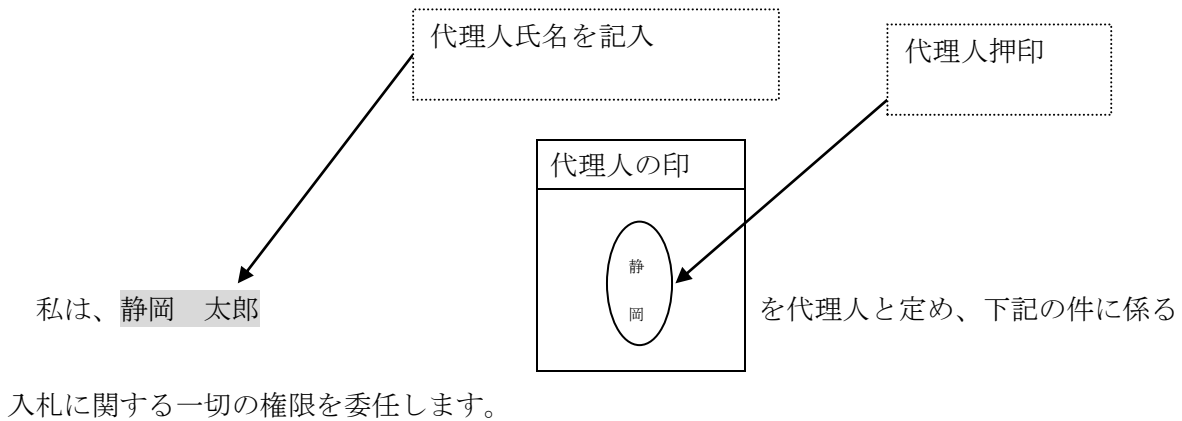 代理人氏名を記入
代理人押印
代理人の印
静
岡
私は、静岡　太郎
を代理人と定め、下記の件に係る
入札に関する一切の権限を委任します。